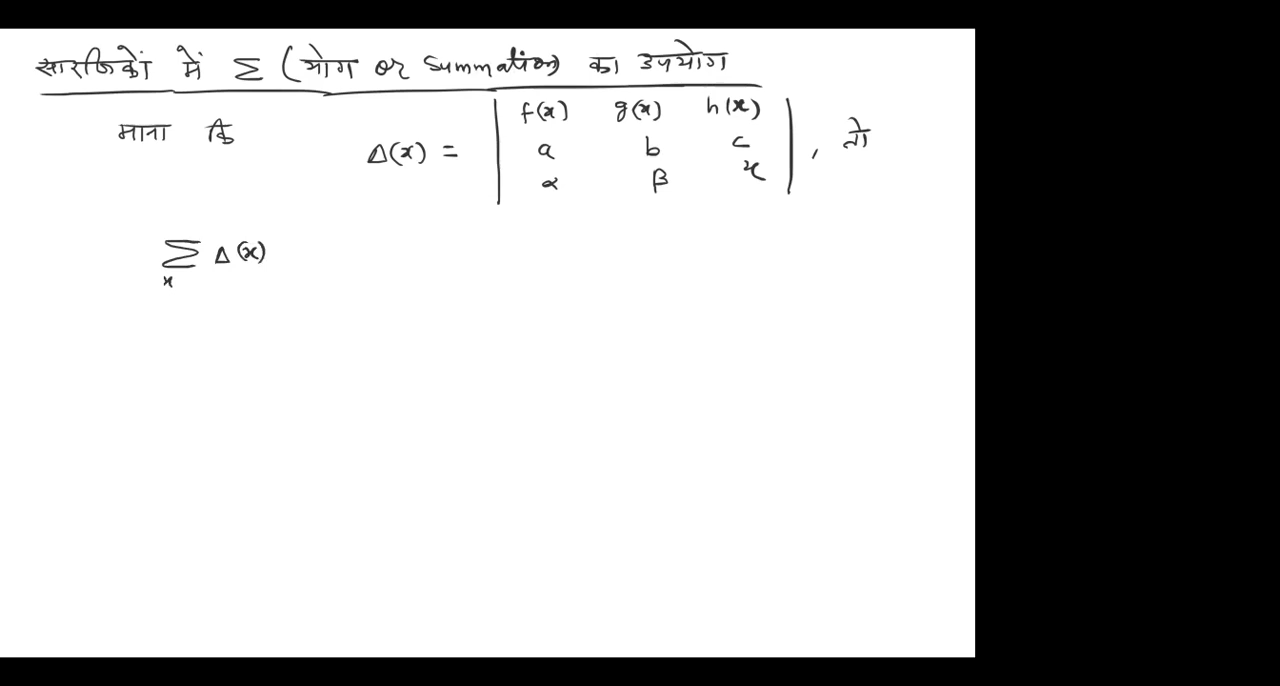 सारणिकों में Σ (योग or Summation) का उपयोग
माना कि Δ(x) = | f(x) g(x) h(x) |
| a b c | , तो
| α β γ |
Σ Δ(x)
x